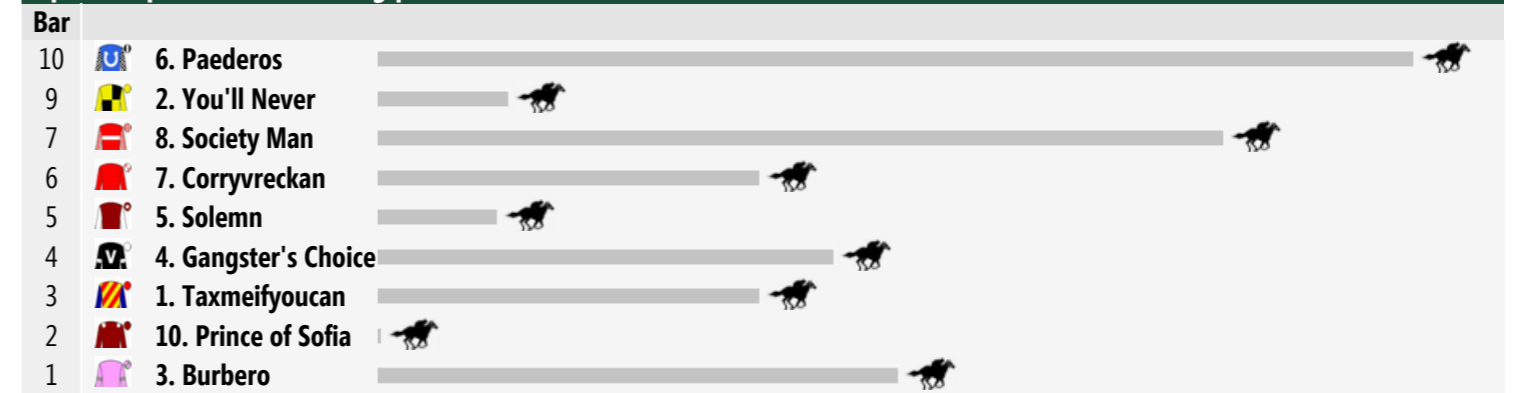 Bar
10 6. Paederos
9 2. You'll Never
7 8. Society Man
6 7. Corryvreckan
5 5. Solemn
4 V 4. Gangster's Choice
3 1. Taxmeifyoucan
2 10. Prince of Sofia
1 3. Burbero